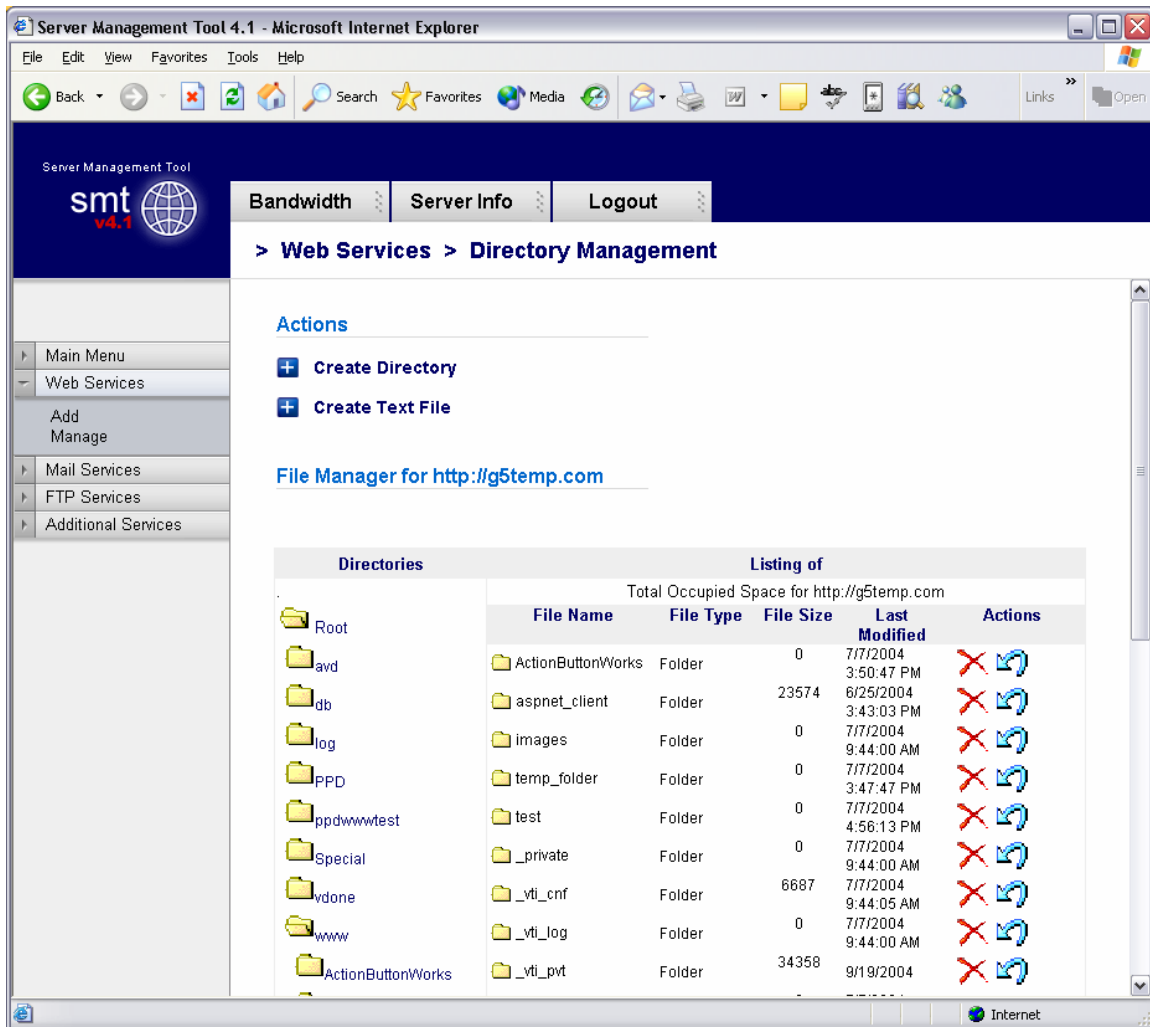 Server Management Tool 4.1 - Microsoft Internet Explorer
File Edit View Favorites Tools Help
Back Search Favorites Media Links » Open
Server Management Tool
smt
v4.1
Bandwidth Server Info Logout
> Web Services > Directory Management
Main Menu
Web Services
Add
Manage
Mail Services
FTP Services
Additional Services
Actions
Create Directory
Create Text File
File Manager for http://g5temp.com
Directories
.
Root
avd
db
log
PPD
ppdwwwtest
Special
vdone
www
ActionButtonWorks
Listing of
Total Occupied Space for http://g5temp.com
File Name File Type File Size Last Modified Actions
ActionButtonWorks Folder 0 7/7/2004 3:50:47 PM
aspnet_client Folder 23574 6/25/2004 3:43:03 PM
images Folder 0 7/7/2004 9:44:00 AM
temp_folder Folder 0 7/7/2004 3:47:47 PM
test Folder 0 7/7/2004 4:56:13 PM
_private Folder 0 7/7/2004 9:44:00 AM
_vti_cnf Folder 6687 7/7/2004 9:44:05 AM
_vti_log Folder 0 7/7/2004 9:44:00 AM
_vti_pvt Folder 34358 9/19/2004
Internet